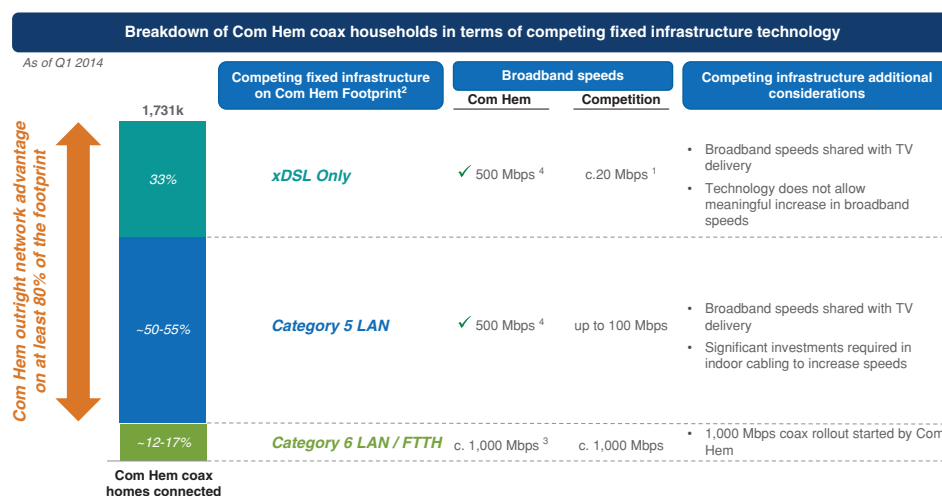 Breakdown of Com Hem coax households in terms of competing fixed infrastructure technology
As of Q1 2014
Competing fixed infrastructure
on Com Hem Footprint2
Broadband speeds
Com Hem
Competition
Competing infrastructure additional
considerations
Com Hem outright network advantage
on at least 80% of the footprint
1,731k
33%
xDSL Only
✓ 500 Mbps 4
c.20 Mbps 1
• Broadband speeds shared with TV
delivery
• Technology does not allow
meaningful increase in broadband
speeds
~50-55%
Category 5 LAN
✓ 500 Mbps 4
up to 100 Mbps
• Broadband speeds shared with TV
delivery
• Significant investments required in
indoor cabling to increase speeds
~12-17%
Category 6 LAN / FTTH
c. 1,000 Mbps 3
c. 1,000 Mbps
• 1,000 Mbps coax rollout started by Com
Hem
Com Hem coax
homes connected